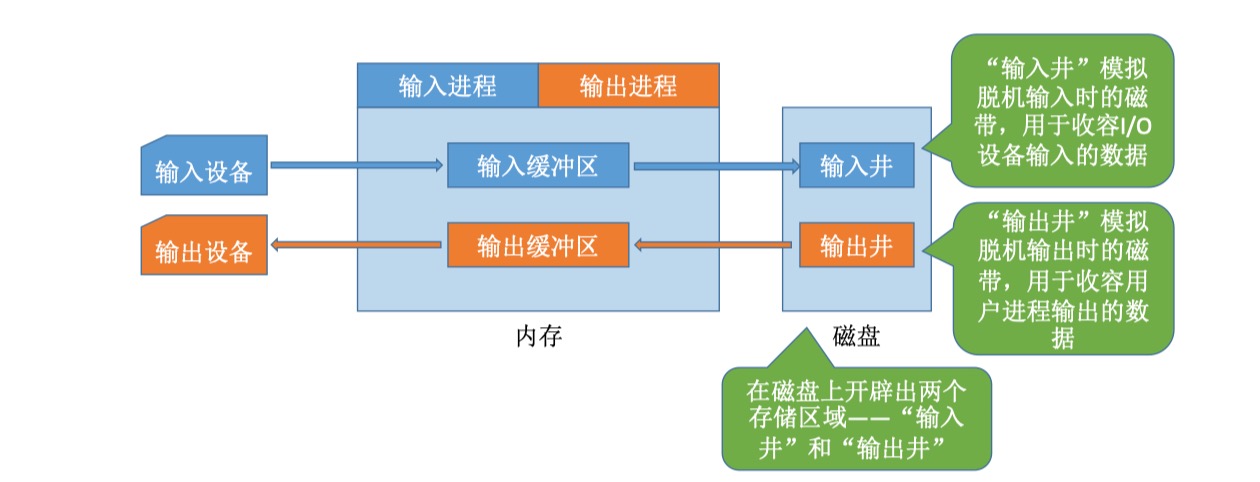 输入进程
输出进程
“输入井”模拟
脱机输入时的磁
带，用于收容I/O
设备输入的数据
输入设备
输入缓冲区
输入井
输出设备
输出缓冲区
输出井
“输出井”模拟
脱机输出时的磁
带，用于收容用
户进程输出的数
据
内存
磁盘
在磁盘上开辟出两个
存储区域——“输入
井”和“输出井”